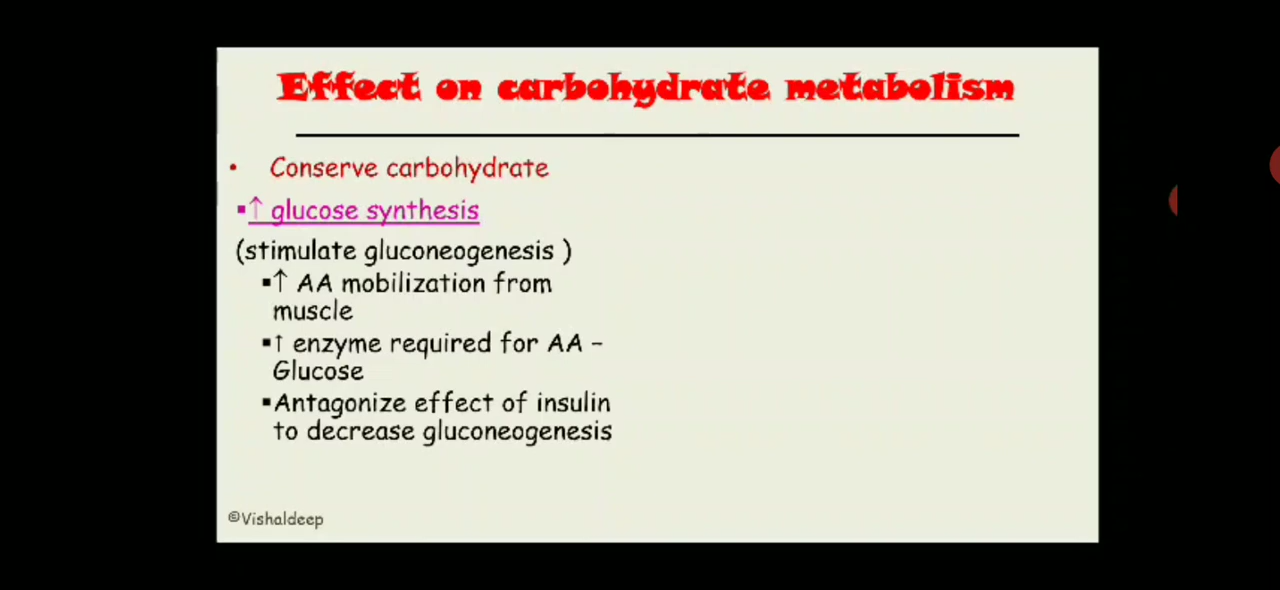 Effect on carbohydrate metabolism
• Conserve carbohydrate
▪↑ glucose synthesis
(stimulate gluconeogenesis )
▪↑ AA mobilization from
muscle
▪↑ enzyme required for AA –
Glucose
▪Antagonize effect of insulin
to decrease gluconeogenesis
©Vishaldeep